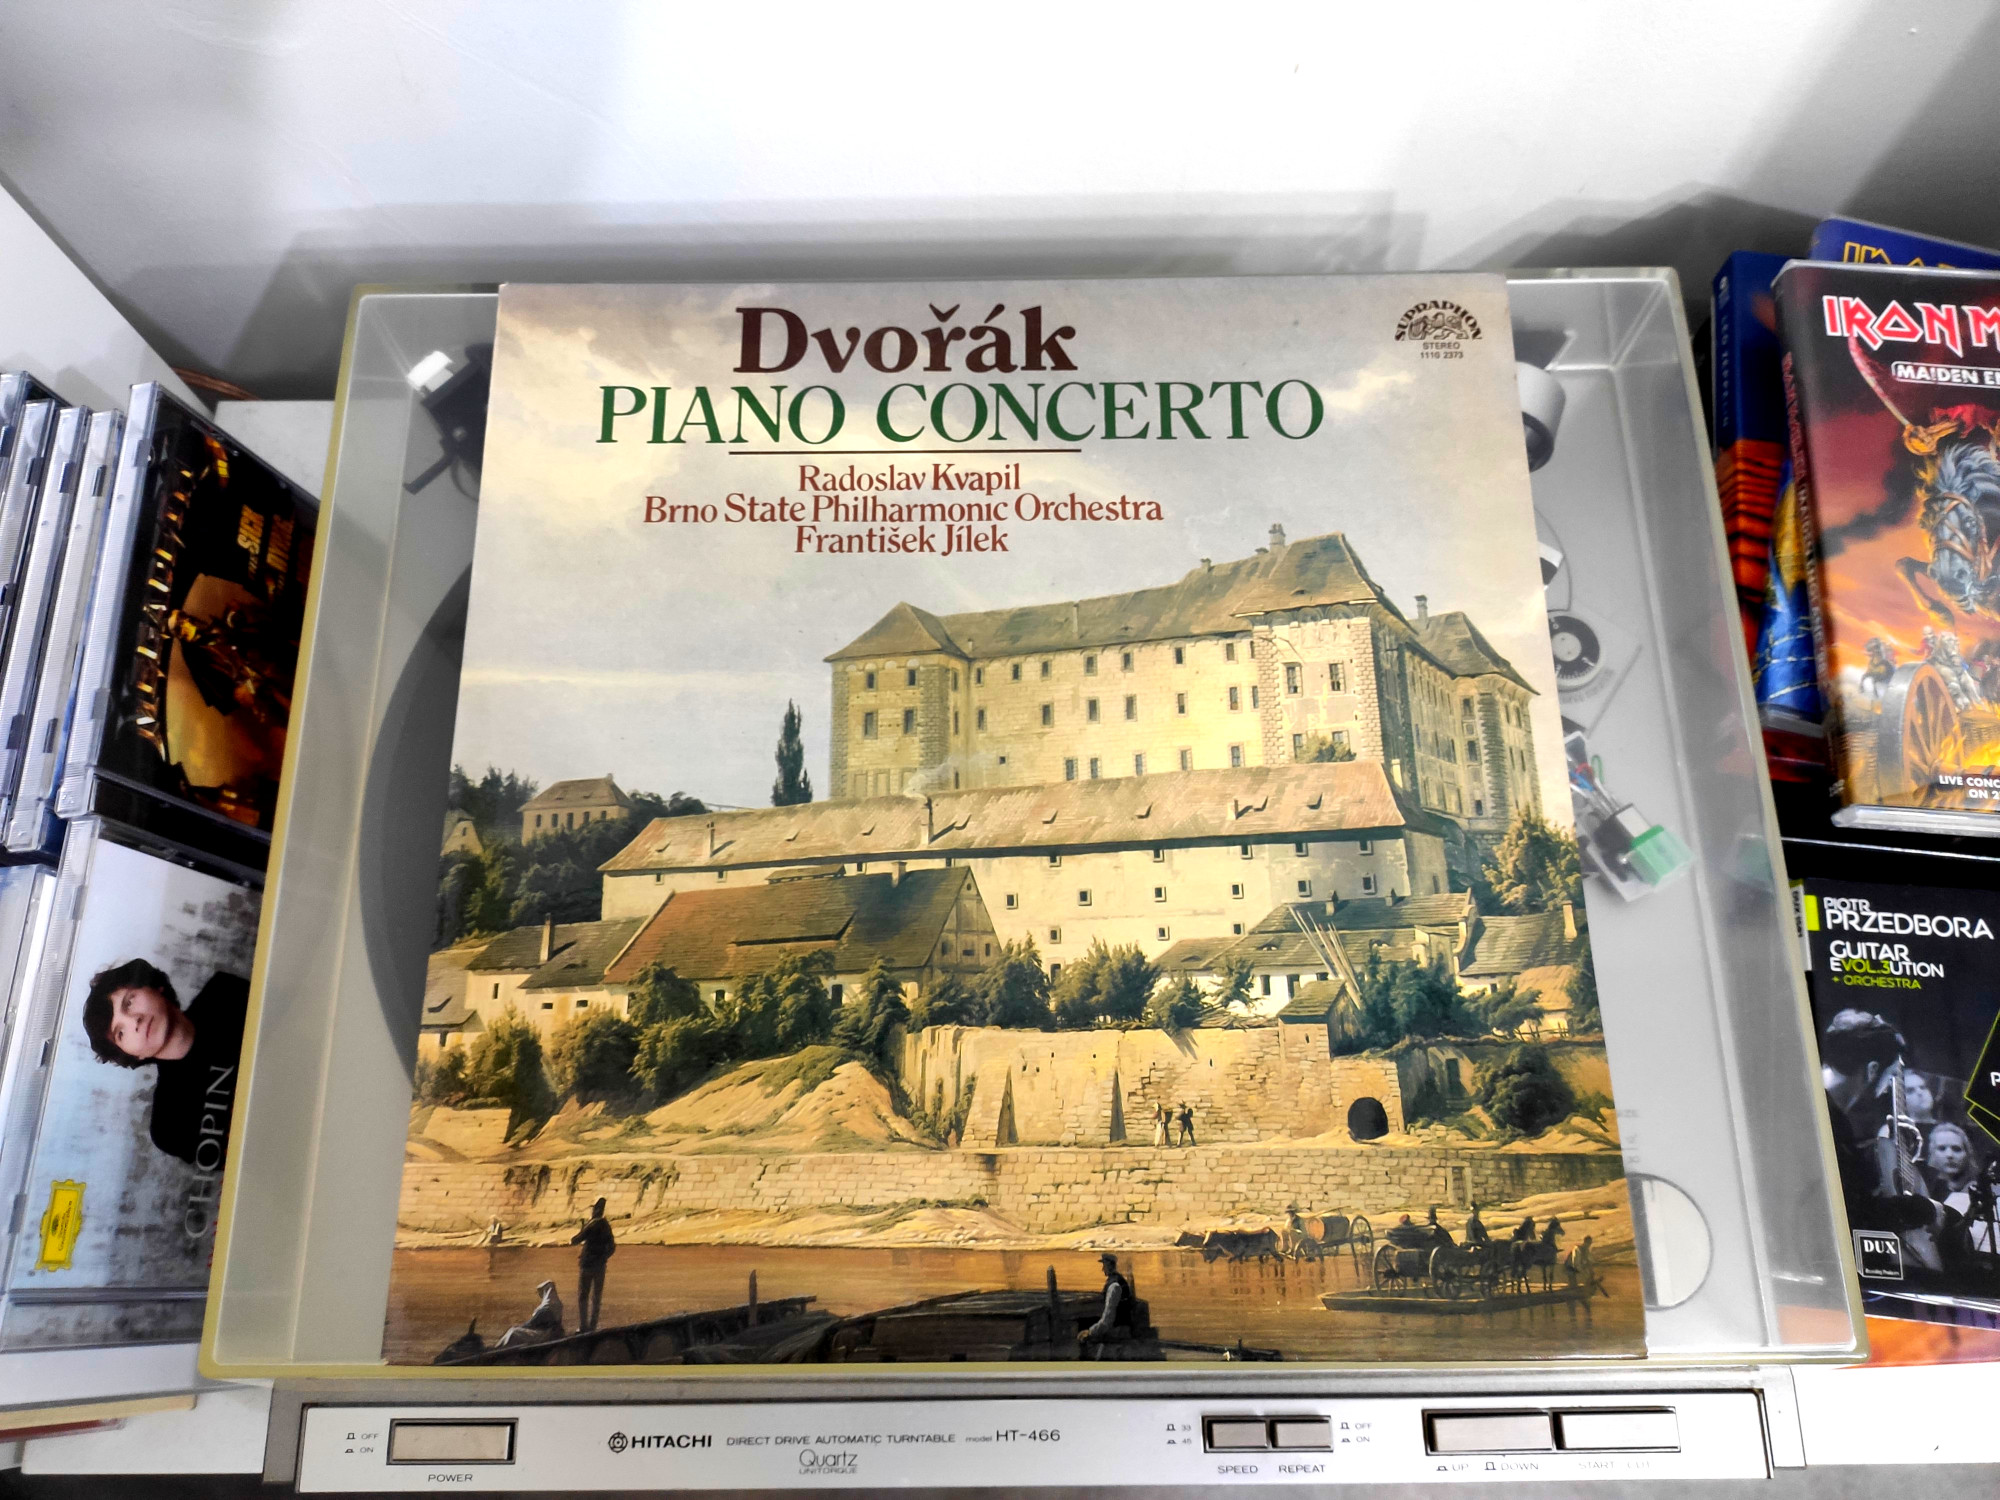 Dvořák
PIANO CONCERTO
Radoslav Kvapil
Brno State Philharmonic Orchestra
František Jílek
SUPRAPHON
STEREO
1110 2373
CHOPIN
IRON
MAIDEN
LIVE
ON
PIOTR
PRZEDBORA
GUITAR
EVOL.3UTION
+ ORCHESTRA
DUX
OFF
ON
POWER
HITACHI DIRECT DRIVE AUTOMATIC TURNTABLE model HT-466
Quartz
UNITORQUE
33
45
OFF
ON
SPEED REPEAT
UP DOWN
START